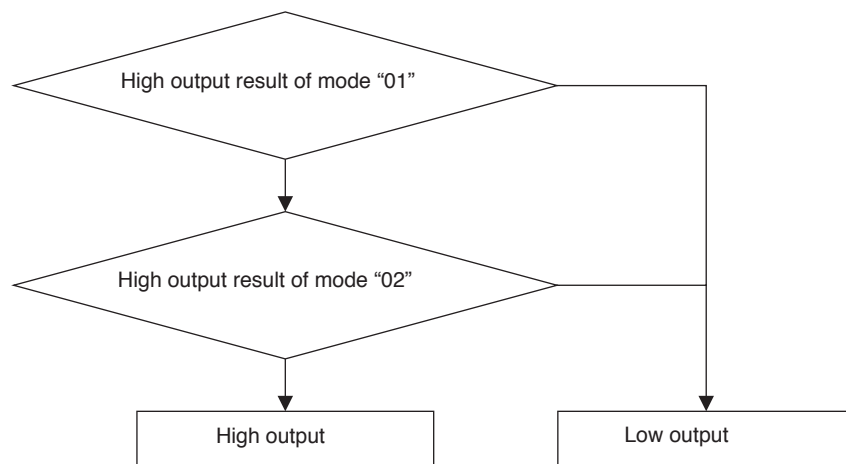 High output result of mode “01”
High output result of mode “02”
High output
Low output